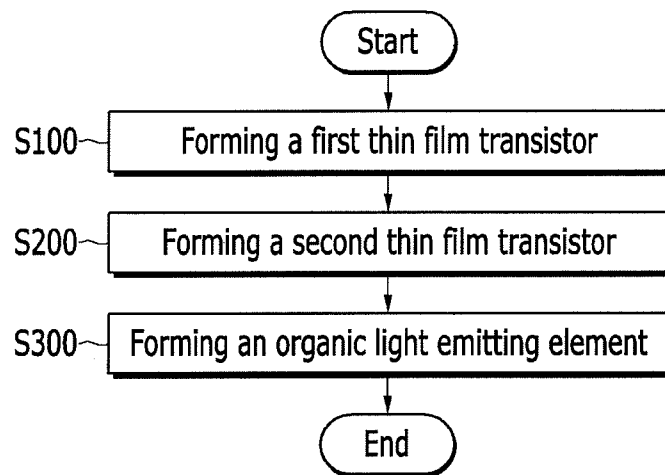 Start
S100 Forming a first thin film transistor
S200 Forming a second thin film transistor
S300 Forming an organic light emitting element
End